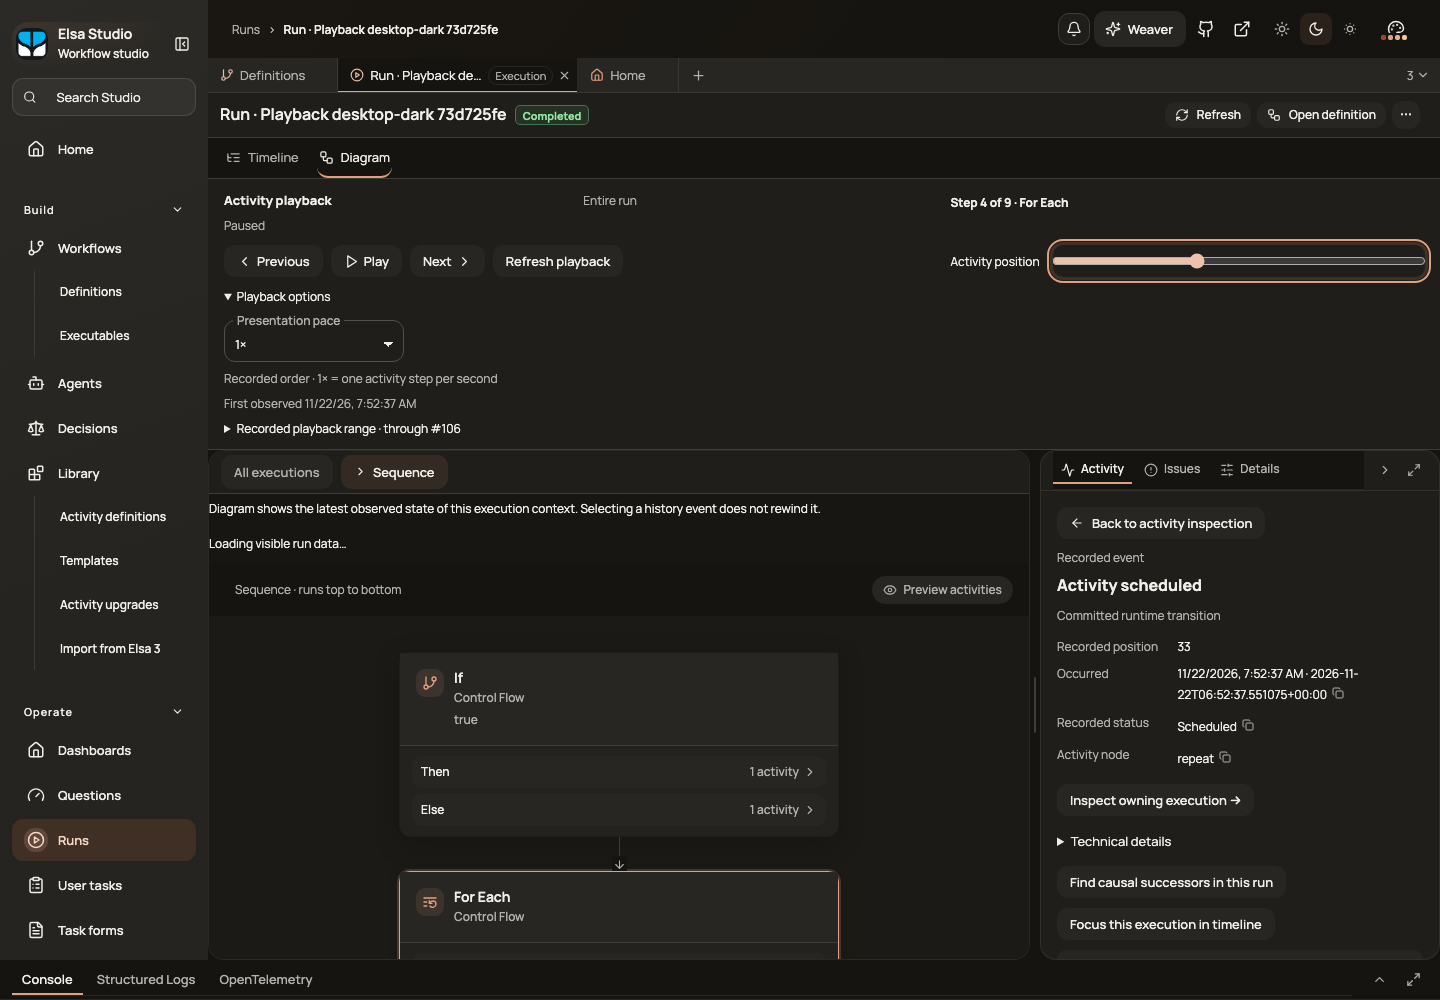 Elsa Studio
Workflow studio
Search Studio
Home
Build
Workflows
Definitions
Executables
Agents
Decisions
Library
Activity definitions
Templates
Activity upgrades
Import from Elsa 3
Operate
Dashboards
Questions
Runs
User tasks
Task forms
Runs › Run · Playback desktop-dark 73d725fe
Weaver
Definitions
Run · Playback de... Execution
Home
3
Run · Playback desktop-dark 73d725fe Completed
Refresh
Open definition
Timeline
Diagram
Activity playback
Entire run
Step 4 of 9 · For Each
Paused
Previous
Play
Next
Refresh playback
Activity position
Playback options
Presentation pace
1×
Recorded order · 1× = one activity step per second
First observed 11/22/26, 7:52:37 AM
Recorded playback range · through #106
All executions
Sequence
Diagram shows the latest observed state of this execution context. Selecting a history event does not rewind it.
Loading visible run data...
Sequence · runs top to bottom
Preview activities
If
Control Flow
true
Then 1 activity
Else 1 activity
For Each
Control Flow
Activity
Issues
Details
Back to activity inspection
Recorded event
Activity scheduled
Committed runtime transition
Recorded position 33
Occurred 11/22/2026, 7:52:37 AM · 2026-11-
22T06:52:37.551075+00:00
Recorded status Scheduled
Activity node repeat
Inspect owning execution →
Technical details
Find causal successors in this run
Focus this execution in timeline
Console
Structured Logs
OpenTelemetry